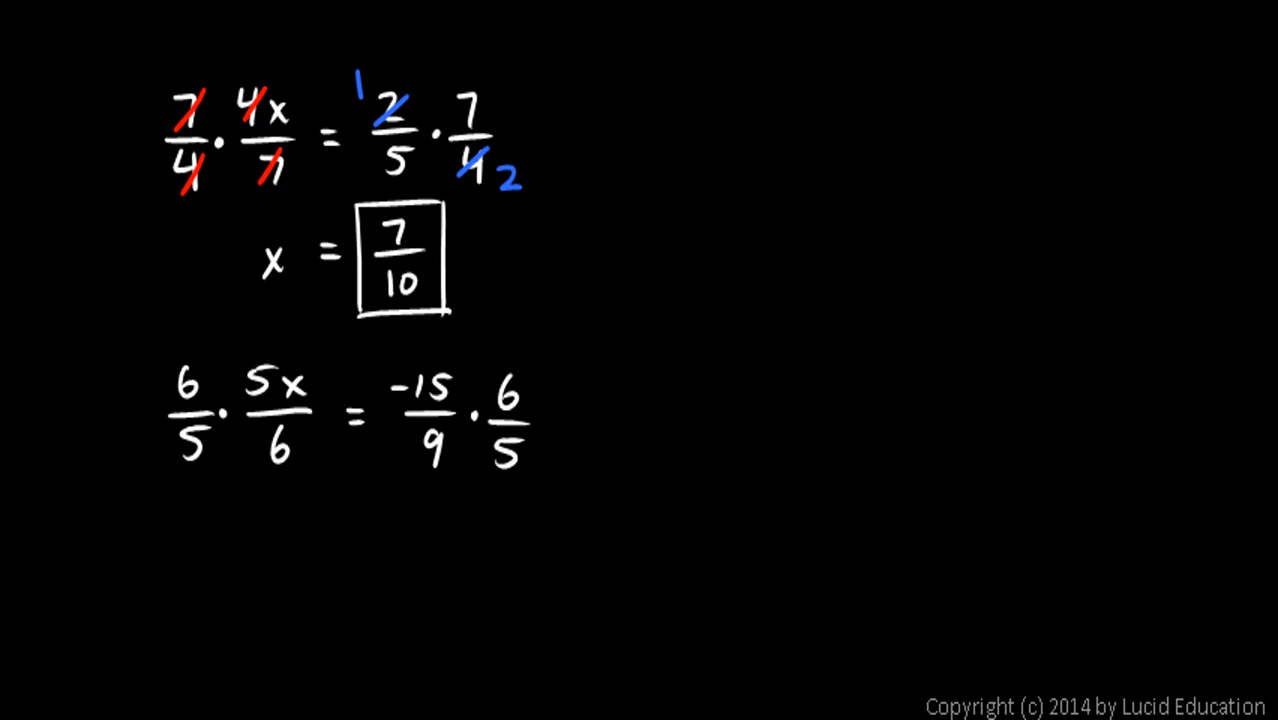 7/4 · 4x/7 = 1 2/5 · 7/4 2
x = 7/10
6/5 · 5x/6 = -15/9 · 6/5
Copyright (c) 2014 by Lucid Education